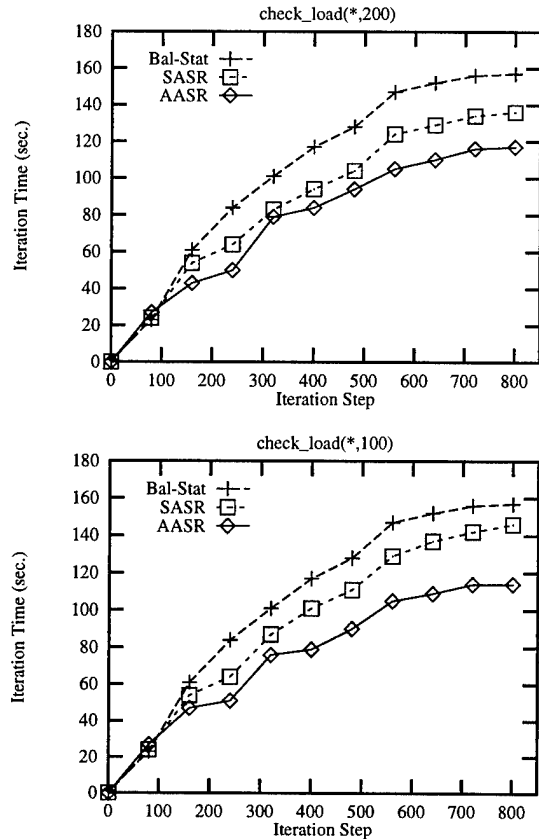 check_load(*,200)
180
160
140
120
100
80
60
40
20
0
Iteration Time (sec.)
Bal-Stat
SASR
AASR
0 100 200 300 400 500 600 700 800
Iteration Step
check_load(*,100)
180
160
140
120
100
80
60
40
20
0
Iteration Time (sec.)
Bal-Stat
SASR
AASR
0 100 200 300 400 500 600 700 800
Iteration Step